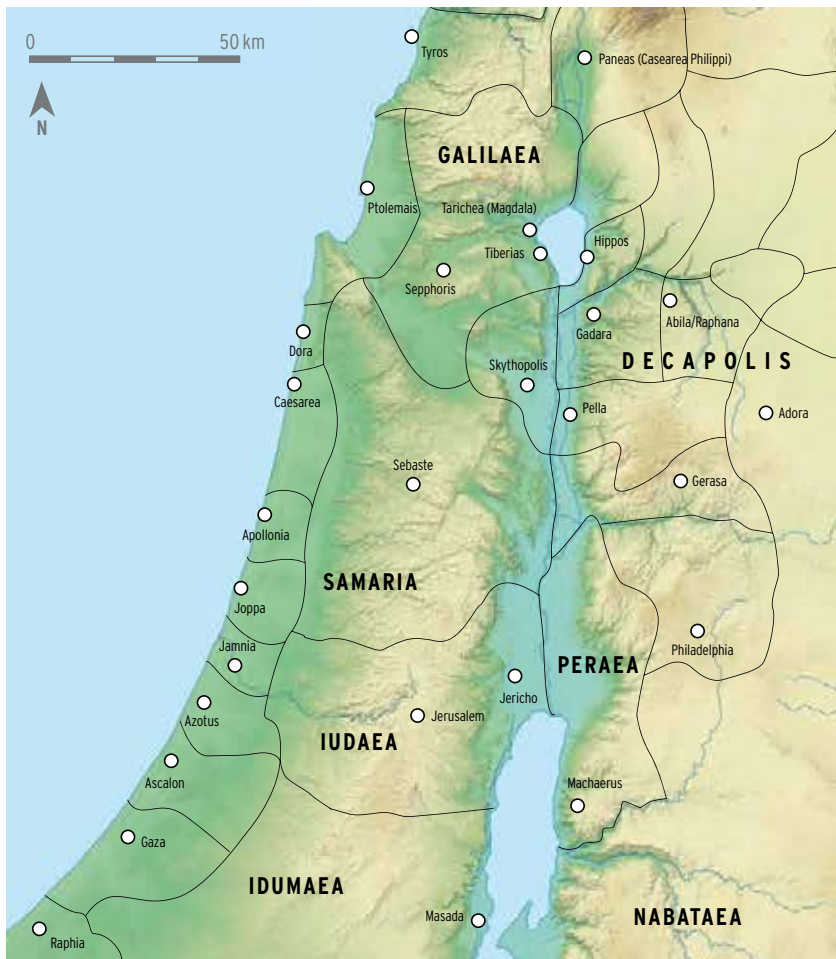 0 50 km
N
Tyros
Paneas (Casearea Philippi)
GALILAEA
Ptolemais
Tarichea (Magdala)
Tiberias
Hippos
Sepphoris
Abila/Raphana
Gadara
Dora
DECAPOLIS
Skythopolis
Caesarea
Pella
Adora
Sebaste
Gerasa
Apollonia
SAMARIA
Joppa
Jamnia
Philadelphia
PERAEA
Jericho
Azotus
Jerusalem
IUDAEA
Ascalon
Machaerus
Gaza
IDUMAEA
Masada
NABATAEA
Raphia